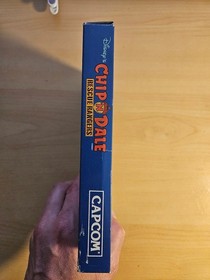 Disney's
CHIP 'N DALE
RESCUE RANGERS
CAPCOM